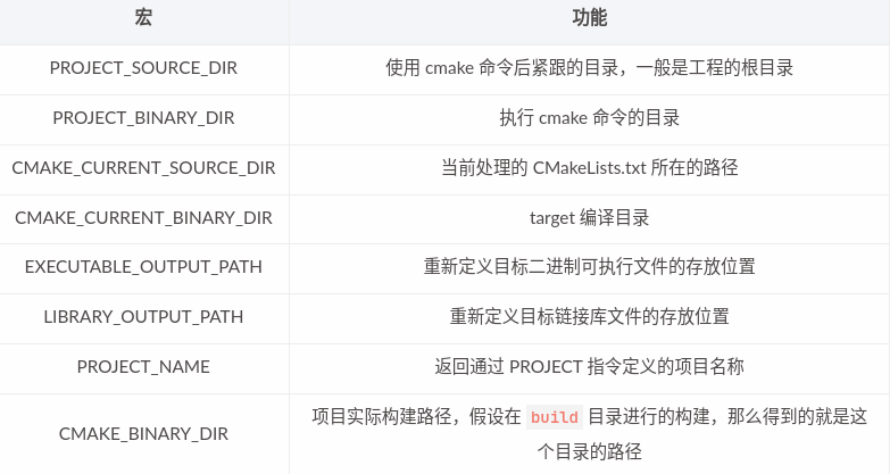 宏 功能
PROJECT_SOURCE_DIR 使用 cmake 命令后紧跟的目录，一般是工程的根目录
PROJECT_BINARY_DIR 执行 cmake 命令的目录
CMAKE_CURRENT_SOURCE_DIR 当前处理的 CMakeLists.txt 所在的路径
CMAKE_CURRENT_BINARY_DIR target 编译目录
EXECUTABLE_OUTPUT_PATH 重新定义目标二进制可执行文件的存放位置
LIBRARY_OUTPUT_PATH 重新定义目标链接库文件的存放位置
PROJECT_NAME 返回通过 PROJECT 指令定义的项目名称
CMAKE_BINARY_DIR 项目实际构建路径，假设在 build 目录进行的构建，那么得到的就是这
个目录的路径